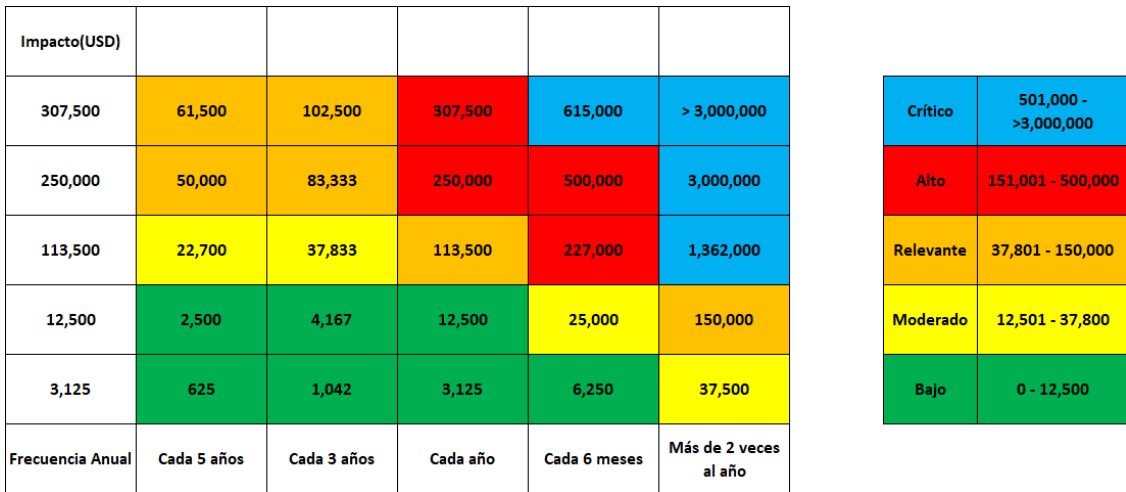 Impacto(USD)
307,500 61,500 102,500 307,500 615,000 > 3,000,000
250,000 50,000 83,333 250,000 500,000 3,000,000
113,500 22,700 37,833 113,500 227,000 1,362,000
12,500 2,500 4,167 12,500 25,000 150,000
3,125 625 1,042 3,125 6,250 37,500
Frecuencia Anual Cada 5 años Cada 3 años Cada año Cada 6 meses Más de 2 veces
al año
Crítico 501,000 -
>3,000,000
Alto 151,001 - 500,000
Relevante 37,801 - 150,000
Moderado 12,501 - 37,800
Bajo 0 - 12,500